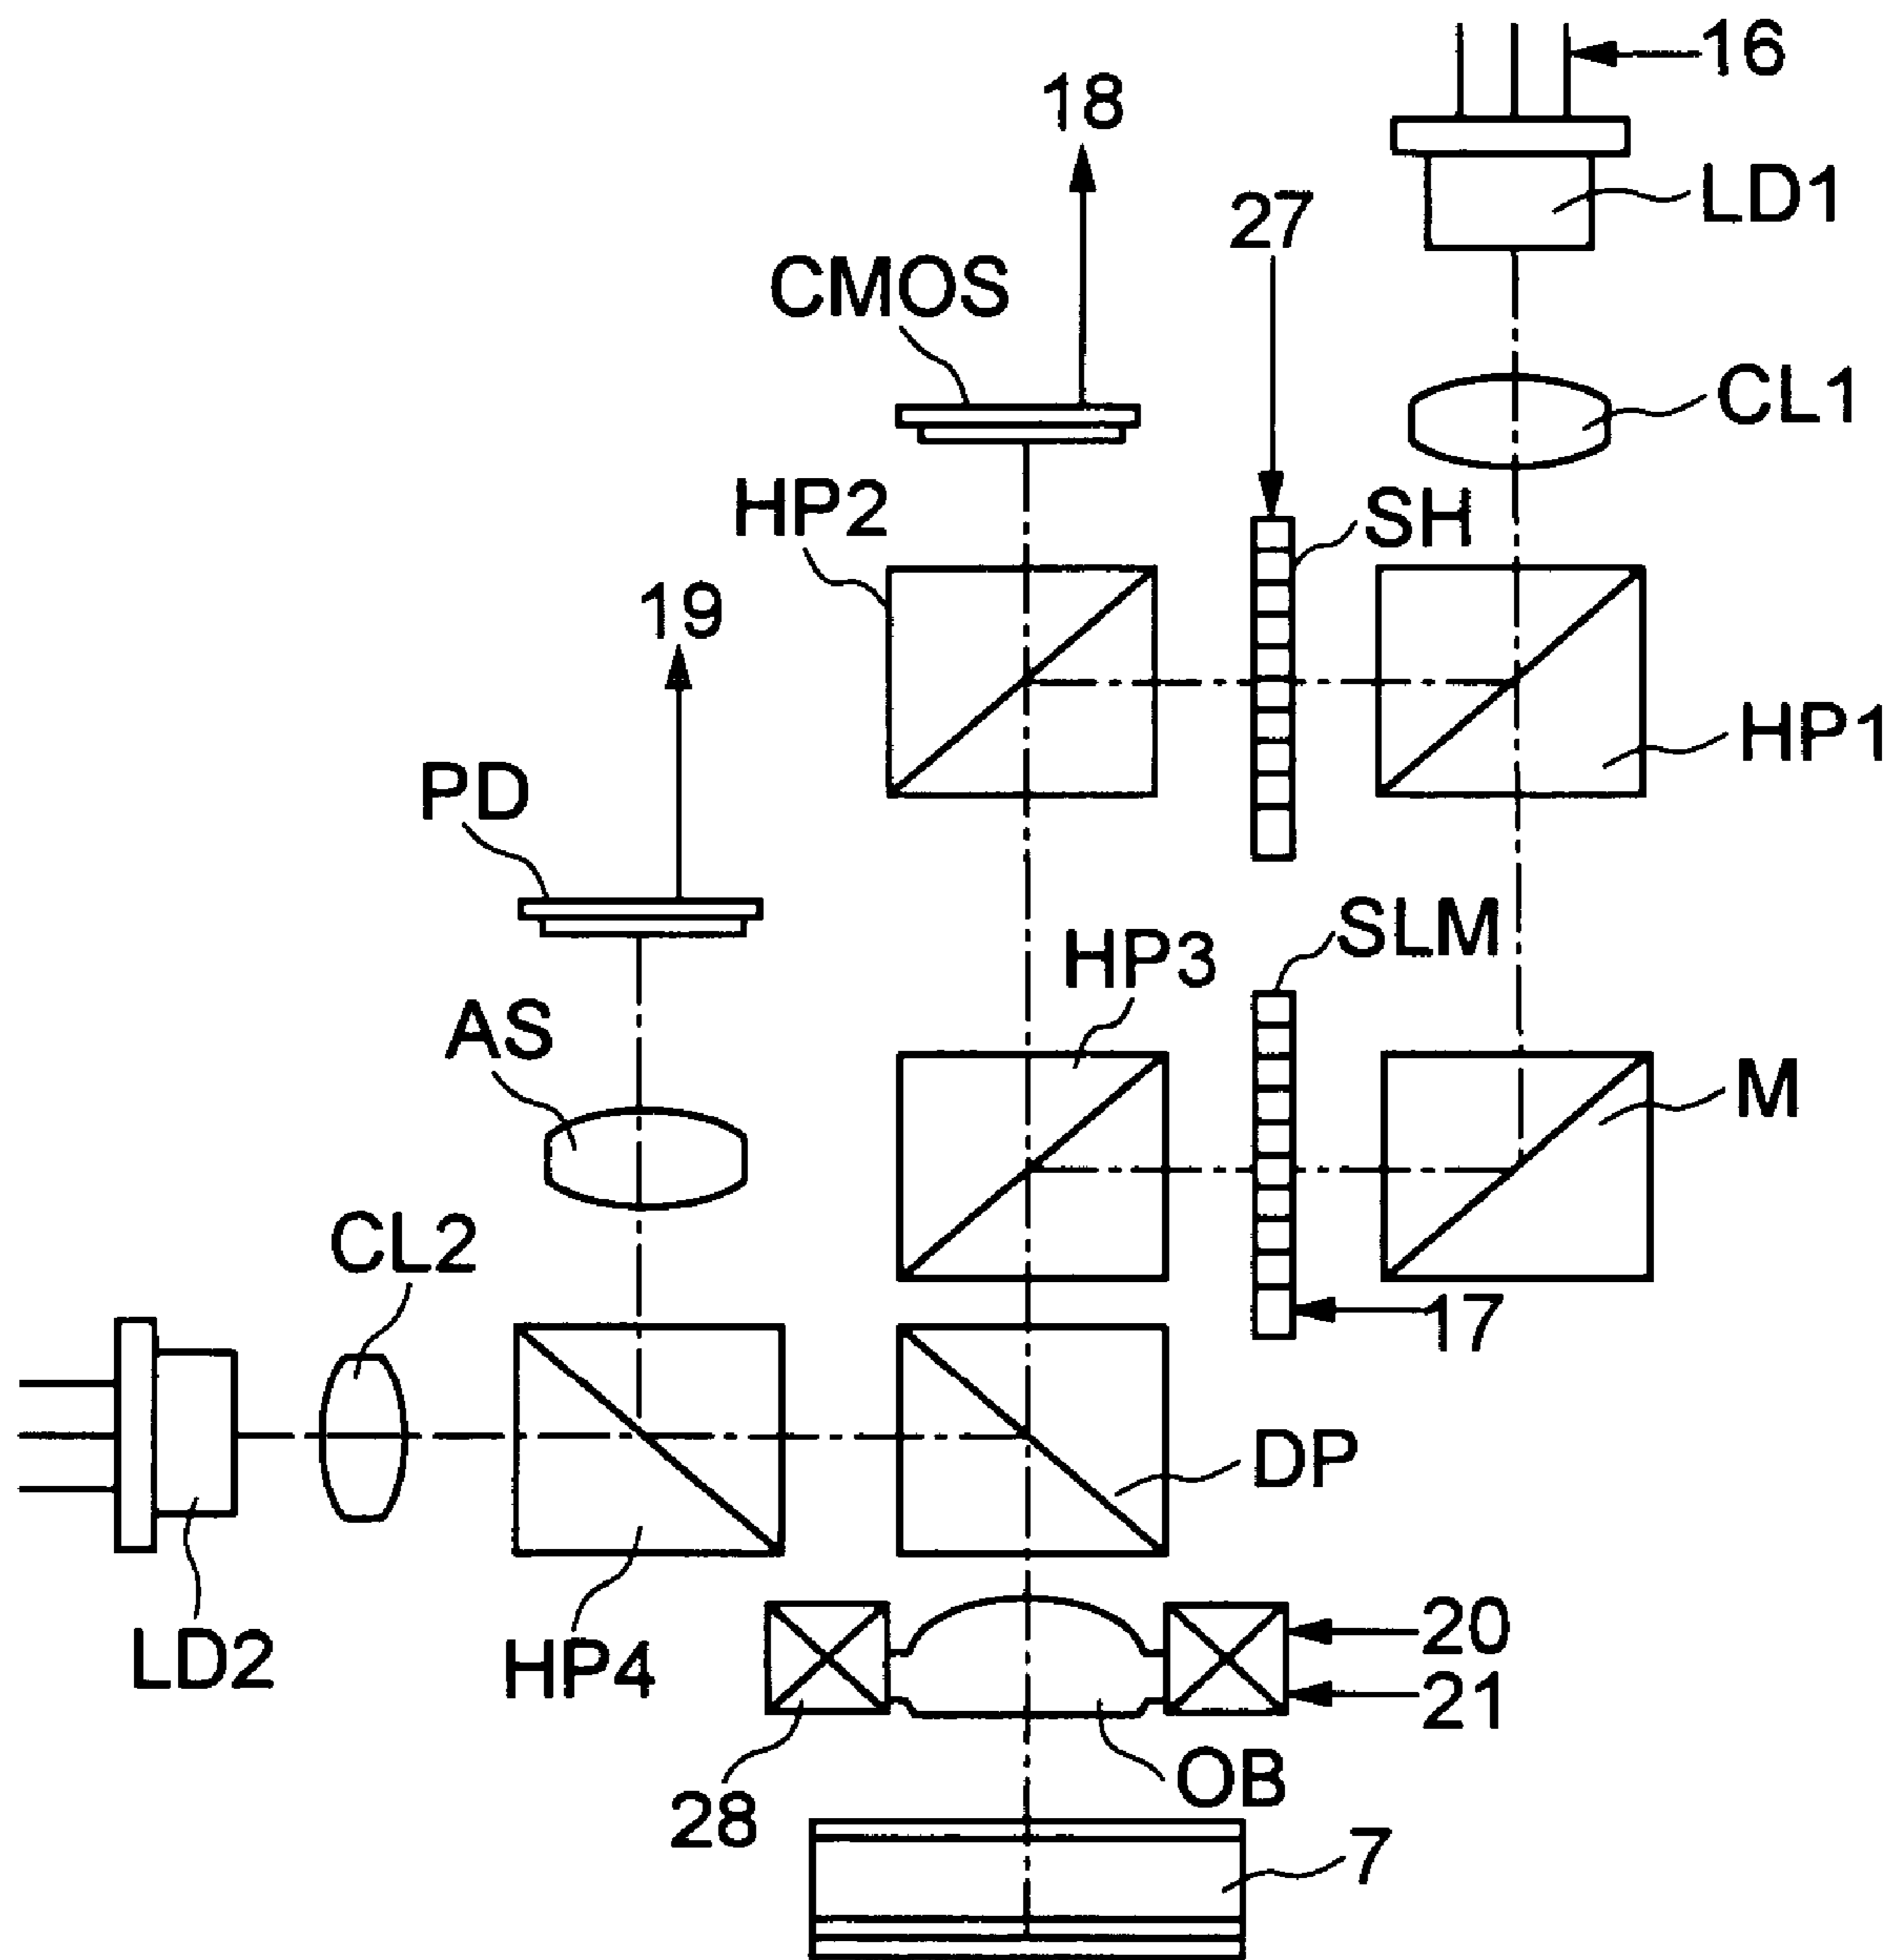 16
18
LD1
27
CMOS
CL1
HP2
SH
19
HP1
PD
SLM
HP3
AS
M
CL2
17
DP
20
LD2
HP4
21
OB
28
7